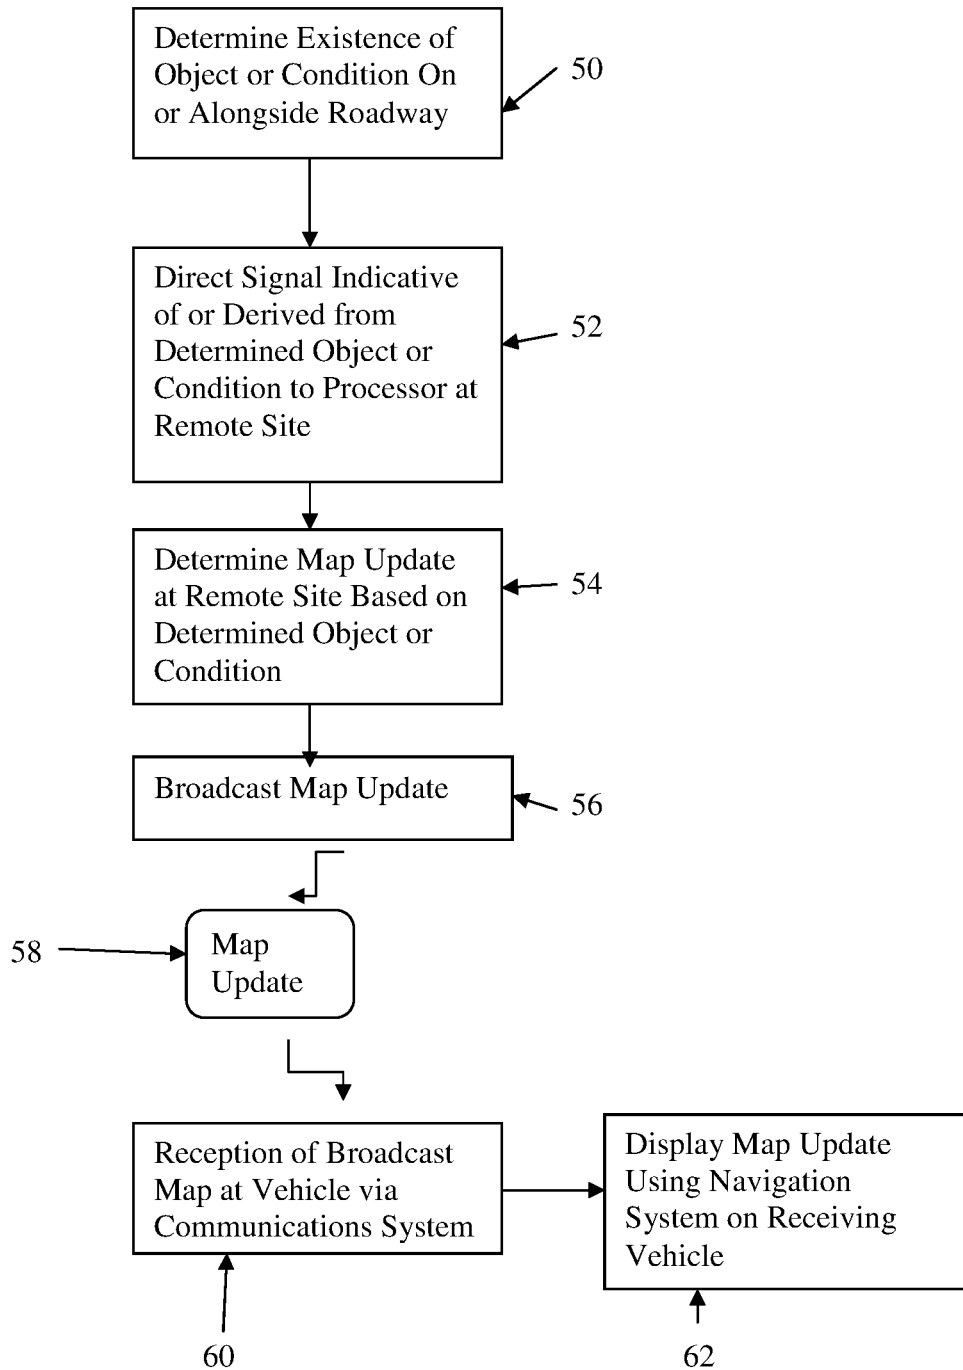 Determine Existence of
Object or Condition On
or Alongside Roadway
50
Direct Signal Indicative
of or Derived from
Determined Object or
Condition to Processor at
Remote Site
52
Determine Map Update
at Remote Site Based on
Determined Object or
Condition
54
Broadcast Map Update
56
58
Map
Update
Reception of Broadcast
Map at Vehicle via
Communications System
60
Display Map Update
Using Navigation
System on Receiving
Vehicle
62